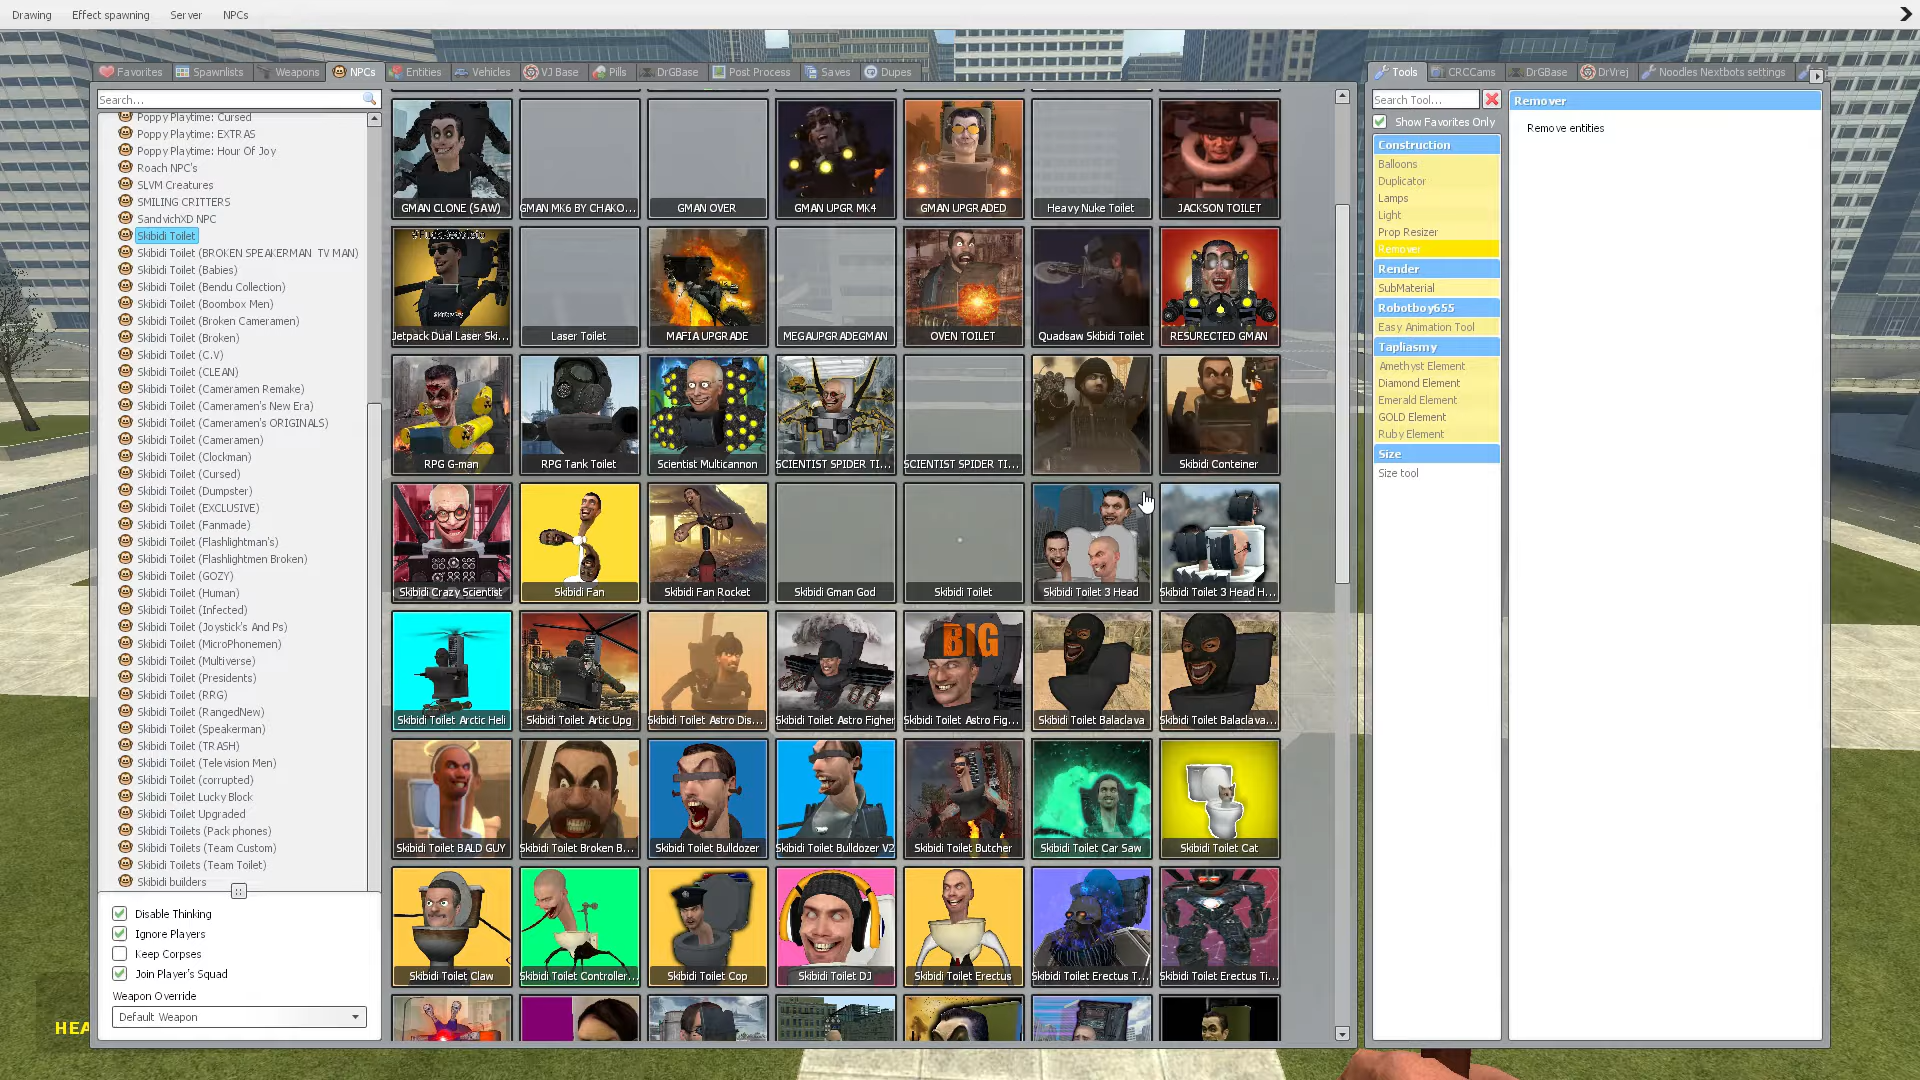 Drawing Effect spawning Server NPCs
Favorites Spawnlists Weapons NPCs Entities Vehicles VJ Base Pills DrGBase Post Process Saves Dupes
Search...
Poppy Playtime: Cursed
Poppy Playtime: EXTRAS
Poppy Playtime: Hour Of Joy
Roach NPC's
SLVM Creatures
SMILING CRITTERS
SandvichXD NPC
Skibidi Toilet
Skibidi Toilet (BROKEN SPEAKERMAN TV MAN)
Skibidi Toilet (Babies)
Skibidi Toilet (Bendu Collection)
Skibidi Toilet (Boombox Men)
Skibidi Toilet (Broken Cameramen)
Skibidi Toilet (Broken)
Skibidi Toilet (C.V)
Skibidi Toilet (CLEAN)
Skibidi Toilet (Cameramen Remake)
Skibidi Toilet (Cameramen's New Era)
Skibidi Toilet (Cameramen's ORIGINALS)
Skibidi Toilet (Cameramen)
Skibidi Toilet (Clockman)
Skibidi Toilet (Cursed)
Skibidi Toilet (Dumpster)
Skibidi Toilet (EXCLUSIVE)
Skibidi Toilet (Fanmade)
Skibidi Toilet (Flashlightman's)
Skibidi Toilet (Flashlightmen Broken)
Skibidi Toilet (GOZY)
Skibidi Toilet (Human)
Skibidi Toilet (Infected)
Skibidi Toilet (Joystick's And Ps)
Skibidi Toilet (MicroPhonemen)
Skibidi Toilet (Multiverse)
Skibidi Toilet (Presidents)
Skibidi Toilet (RRG)
Skibidi Toilet (RangedNew)
Skibidi Toilet (Speakerman)
Skibidi Toilet (TRASH)
Skibidi Toilet (Television Men)
Skibidi Toilet (corrupted)
Skibidi Toilet Lucky Block
Skibidi Toilet Upgraded
Skibidi Toilets (Pack phones)
Skibidi Toilets (Team Custom)
Skibidi Toilets (Team Toilet)
Skibidi builders
Disable Thinking
Ignore Players
Keep Corpses
Join Player's Squad
Weapon Override
Default Weapon
HEA
GMAN CLONE (SAW) GMAN MK6 BY CHAKO... GMAN OVER GMAN UPGR MK4 GMAN UPGRADED Heavy Nuke Toilet JACKSON TOILET
Jetpack Dual Laser Ski... Laser Toilet MAFIA UPGRADE MEGAUPGRADEGMAN OVEN TOILET Quadsaw Skibidi Toilet RESURECTED GMAN
RPG G-man RPG Tank Toilet Scientist Multicannon SCIENTIST SPIDER TI... SCIENTIST SPIDER TI... Skibidi Conteiner
Skibidi Crazy Scientist Skibidi Fan Skibidi Fan Rocket Skibidi Gman God Skibidi Toilet Skibidi Toilet 3 Head Skibidi Toilet 3 Head H...
BIG
Skibidi Toilet Arctic Heli Skibidi Toilet Artic Upg Skibidi Toilet Astro Dis... Skibidi Toilet Astro Figher Skibidi Toilet Astro Fig... Skibidi Toilet Balaclava Skibidi Toilet Balaclava...
Skibidi Toilet BALD GUY Skibidi Toilet Broken B... Skibidi Toilet Bulldozer Skibidi Toilet Bulldozer V2 Skibidi Toilet Butcher Skibidi Toilet Car Saw Skibidi Toilet Cat
Skibidi Toilet Claw Skibidi Toilet Controller... Skibidi Toilet Cop Skibidi Toilet DJ Skibidi Toilet Erectus Skibidi Toilet Erectus T... Skibidi Toilet Erectus Ti...
Tools CRCCams DrGBase DrVrej Noodles Nextbots settings
Search Tool...
Show Favorites Only
Construction
Balloons
Duplicator
Lamps
Light
Prop Resizer
Remover
Render
SubMaterial
Robotboy655
Easy Animation Tool
Tapliasmy
Amethyst Element
Diamond Element
Emerald Element
GOLD Element
Ruby Element
Size
Size tool
Remover
Remove entities